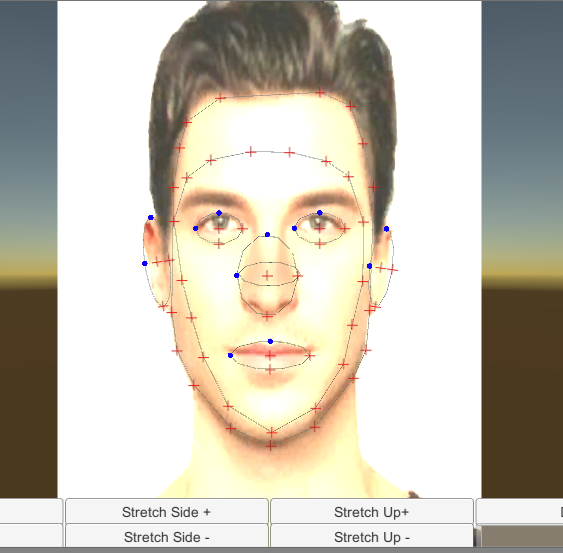 Stretch Side +
Stretch Up+
Stretch Side -
Stretch Up -